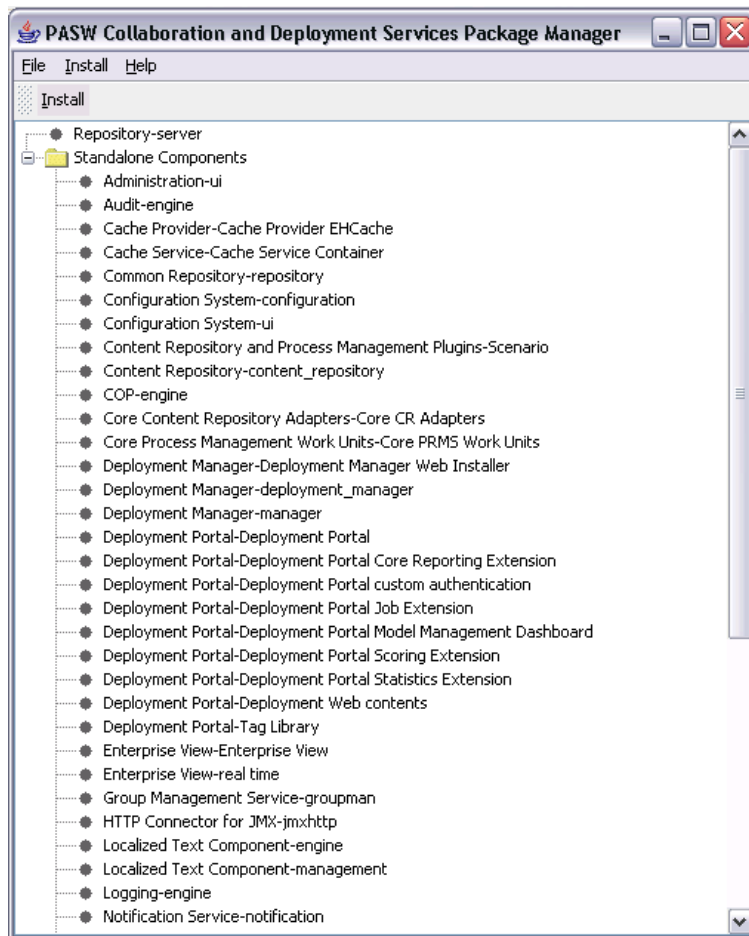 PASW Collaboration and Deployment Services Package Manager
File Install Help
Install
Repository-server
Standalone Components
Administration-ui
Audit-engine
Cache Provider-Cache Provider EHCache
Cache Service-Cache Service Container
Common Repository-repository
Configuration System-configuration
Configuration System-ui
Content Repository and Process Management Plugins-Scenario
Content Repository-content_repository
COP-engine
Core Content Repository Adapters-Core CR Adapters
Core Process Management Work Units-Core PRMS Work Units
Deployment Manager-Deployment Manager Web Installer
Deployment Manager-deployment_manager
Deployment Manager-manager
Deployment Portal-Deployment Portal
Deployment Portal-Deployment Portal Core Reporting Extension
Deployment Portal-Deployment Portal custom authentication
Deployment Portal-Deployment Portal Job Extension
Deployment Portal-Deployment Portal Model Management Dashboard
Deployment Portal-Deployment Portal Scoring Extension
Deployment Portal-Deployment Portal Statistics Extension
Deployment Portal-Deployment Web contents
Deployment Portal-Tag Library
Enterprise View-Enterprise View
Enterprise View-real time
Group Management Service-groupman
HTTP Connector for JMX-jmxhttp
Localized Text Component-engine
Localized Text Component-management
Logging-engine
Notification Service-notification